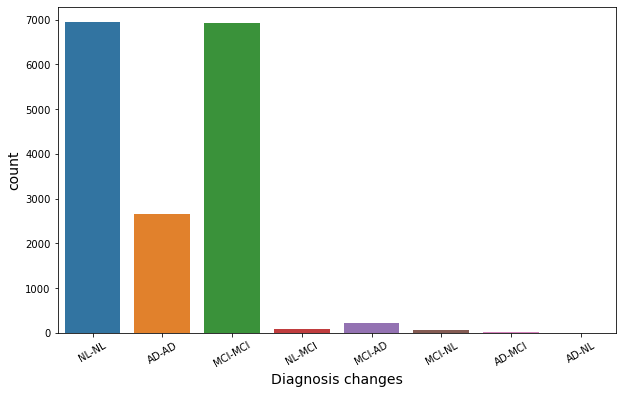 7000
6000
5000
4000
3000
2000
1000
0
count
NL-NL
AD-AD
MCI-MCI
NL-MCI
MCI-AD
MCI-NL
AD-MCI
AD-NL
Diagnosis changes